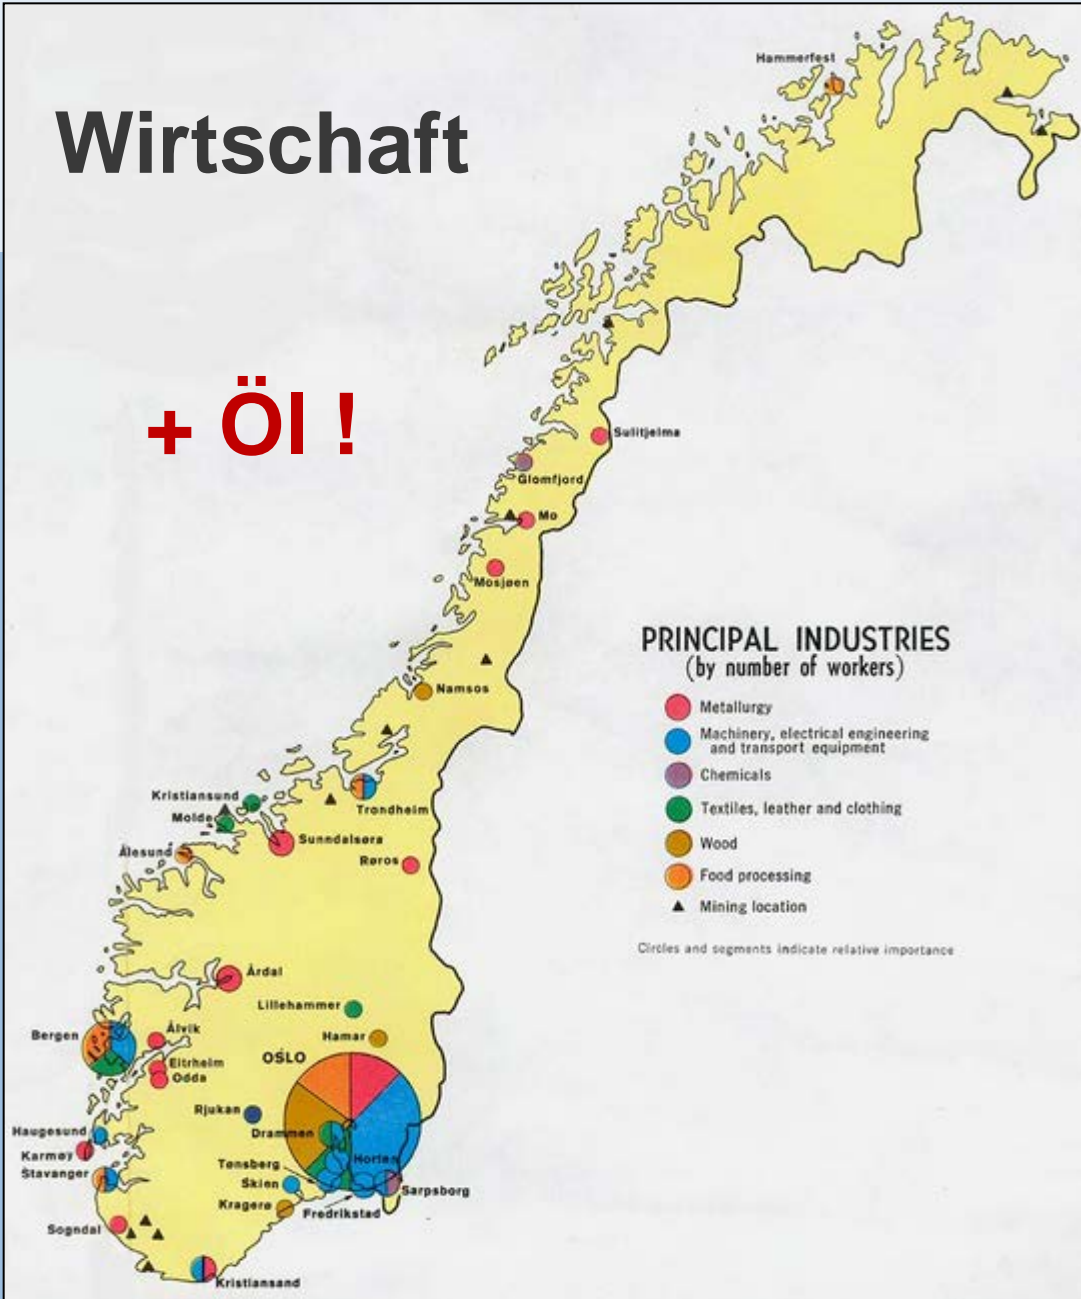 Wirtschaft
+ Öl !
Hammerfest
Sulitjelma
Glomfjord
Mo
Mosjøen
Namsos
PRINCIPAL INDUSTRIES
(by number of workers)
Metallurgy
Machinery, electrical engineering
and transport equipment
Chemicals
Textiles, leather and clothing
Wood
Food processing
Mining location
Circles and segments indicate relative importance
Kristiansund
Trondheim
Molde
Sunndalsøra
Ålesund
Røros
Årdal
Lillehammer
Bergen
Ålvik
Hamar
OSLO
Eitrheim
Odda
Rjukan
Haugesund
Drammen
Karmøy
Horten
Tønsberg
Stavanger
Skien
Sarpsborg
Kragerø
Fredrikstad
Sogndal
Kristiansand